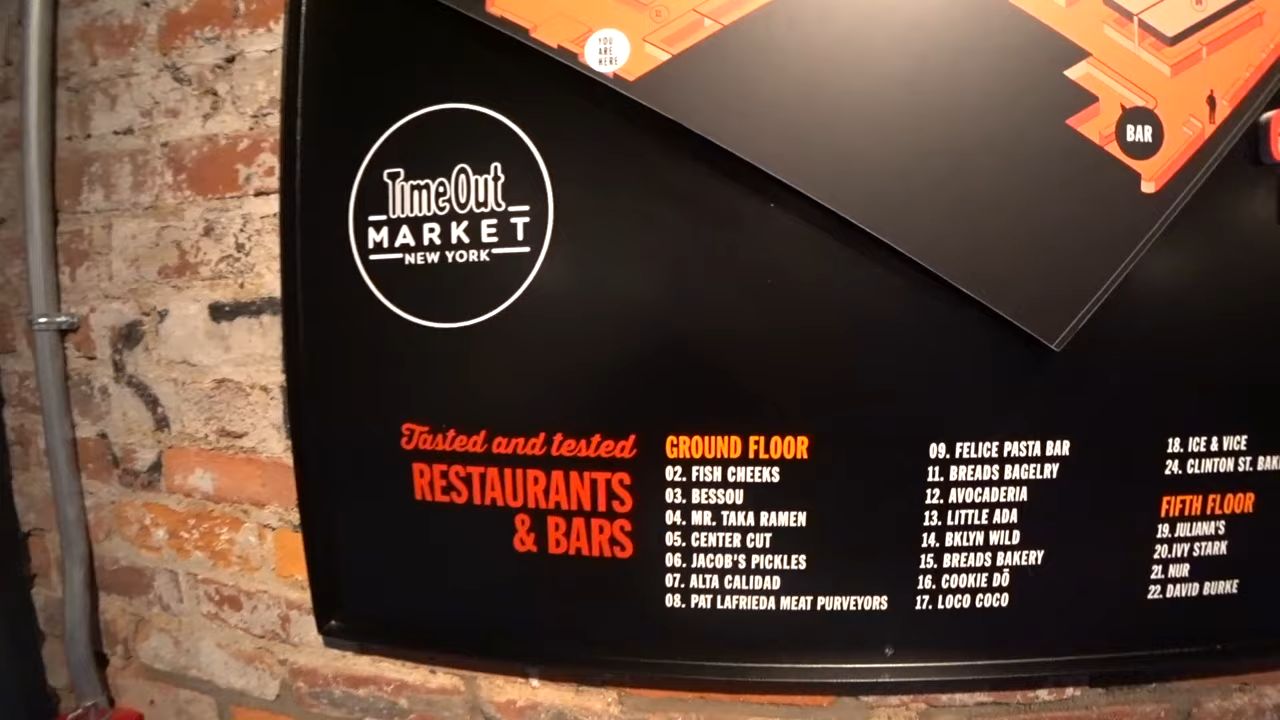 YOU
ARE
HERE
BAR
Time Out
MARKET
NEW YORK
Tasted and tested
RESTAURANTS
& BARS
GROUND FLOOR
02. FISH CHEEKS
03. BESSOU
04. MR. TAKA RAMEN
05. CENTER CUT
06. JACOB'S PICKLES
07. ALTA CALIDAD
08. PAT LAFRIEDA MEAT PURVEYORS
09. FELICE PASTA BAR
11. BREADS BAGELRY
12. AVOCADERIA
13. LITTLE ADA
14. BKLYN WILD
15. BREADS BAKERY
16. COOKIE DŌ
17. LOCO COCO
18. ICE & VICE
24. CLINTON ST.
FIFTH FLOOR
19. JULIANA'S
20.IVY STARK
21. NUR
22. DAVID BURKE